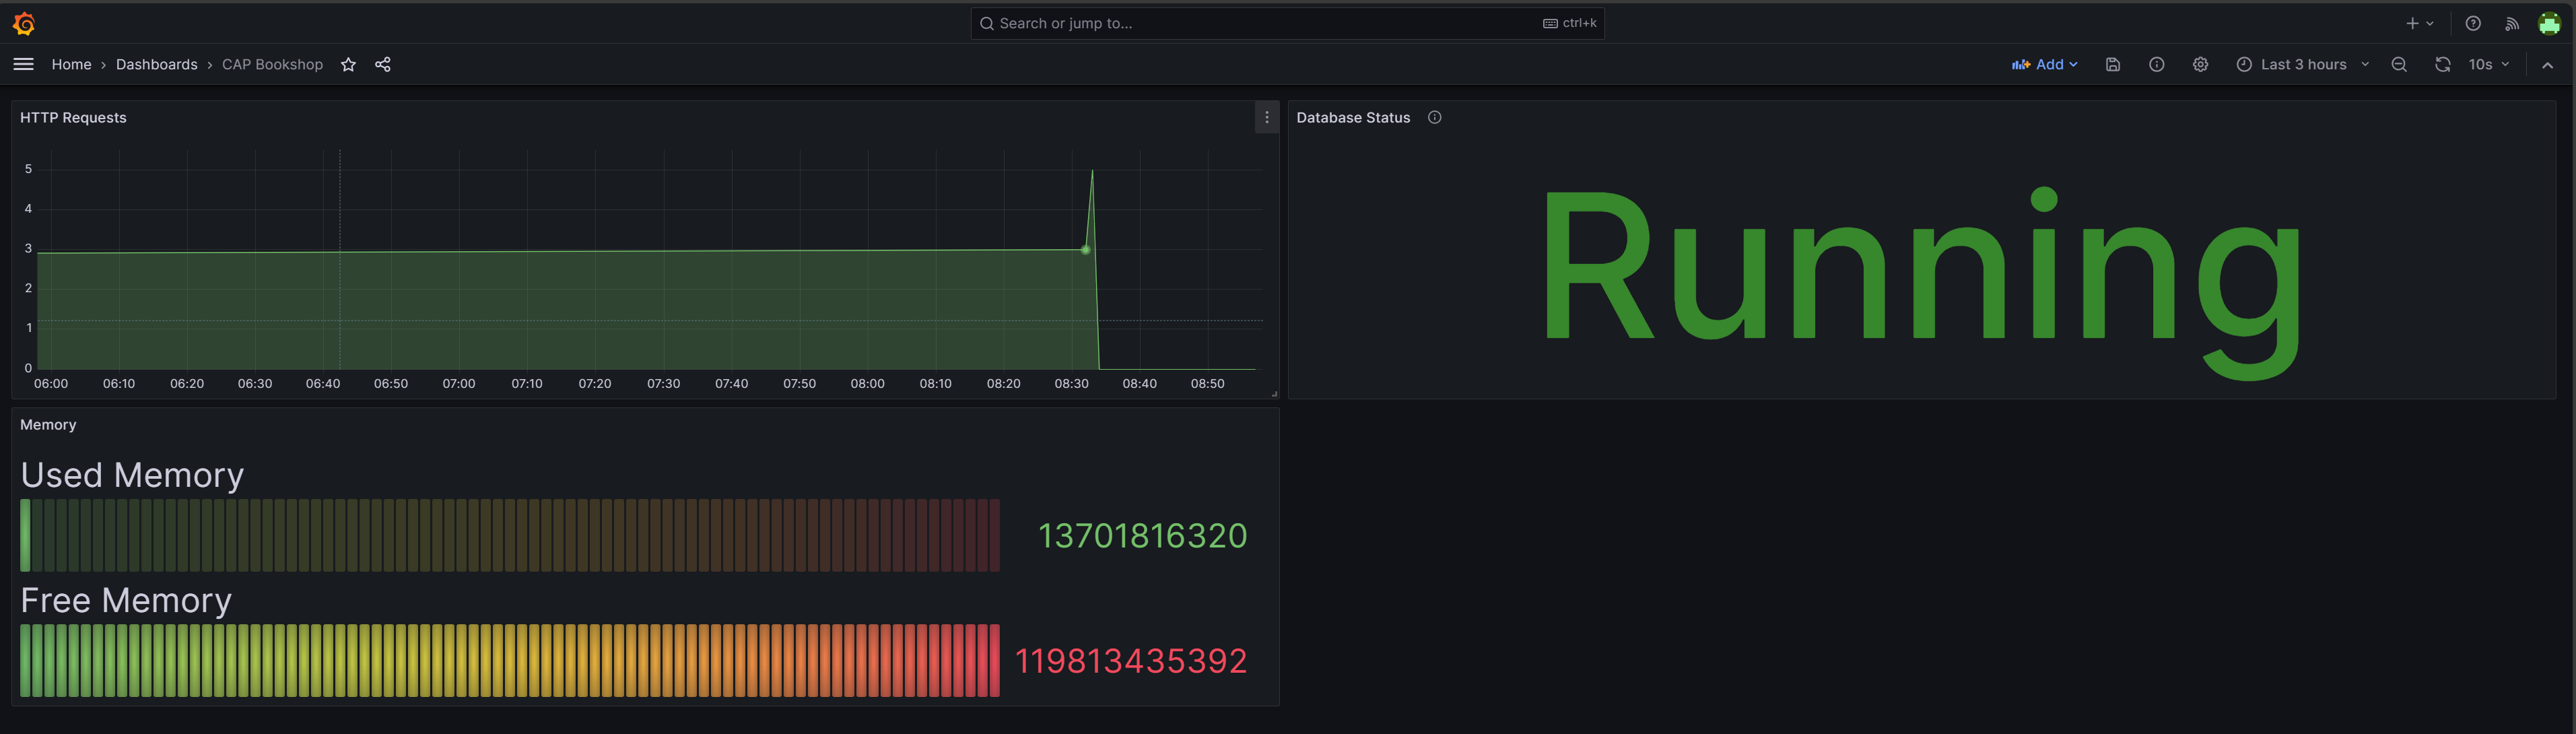 Search or jump to... ctrl+k
Home › Dashboards › CAP Bookshop Add Last 3 hours 10s
HTTP Requests
5
4
3
2
1
0
06:00 06:10 06:20 06:30 06:40 06:50 07:00 07:10 07:20 07:30 07:40 07:50 08:00 08:10 08:20 08:30 08:40 08:50
Database Status
Running
Memory
Used Memory
13701816320
Free Memory
119813435392